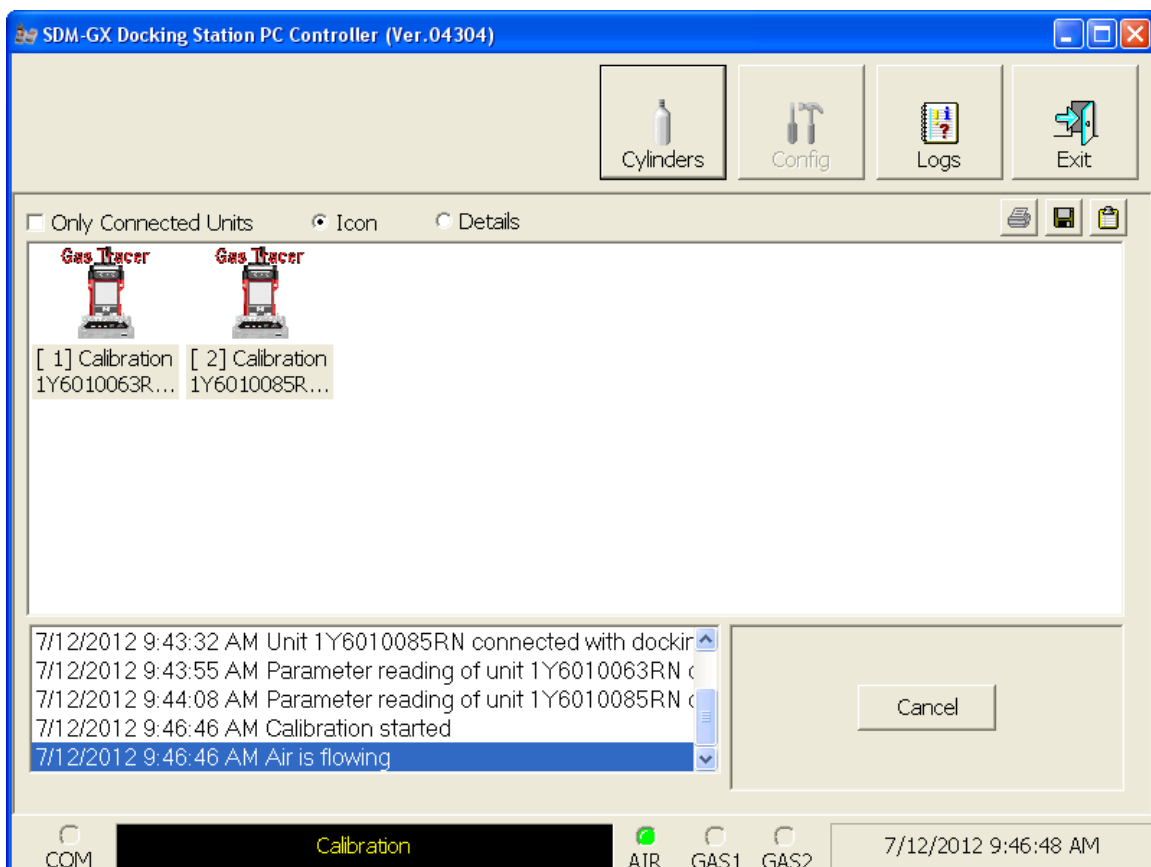 SDM-GX Docking Station PC Controller (Ver.04304)
Cylinders
Config
Logs
Exit
Only Connected Units
Icon
Details
Gas Tracer
Gas Tracer
[ 1] Calibration
1Y6010063R...
[ 2] Calibration
1Y6010085R...
7/12/2012 9:43:32 AM Unit 1Y6010085RN connected with dockin
7/12/2012 9:43:55 AM Parameter reading of unit 1Y6010063RN
7/12/2012 9:44:08 AM Parameter reading of unit 1Y6010085RN
7/12/2012 9:46:46 AM Calibration started
7/12/2012 9:46:46 AM Air is flowing
Cancel
COM
Calibration
AIR
GAS1
GAS2
7/12/2012 9:46:48 AM